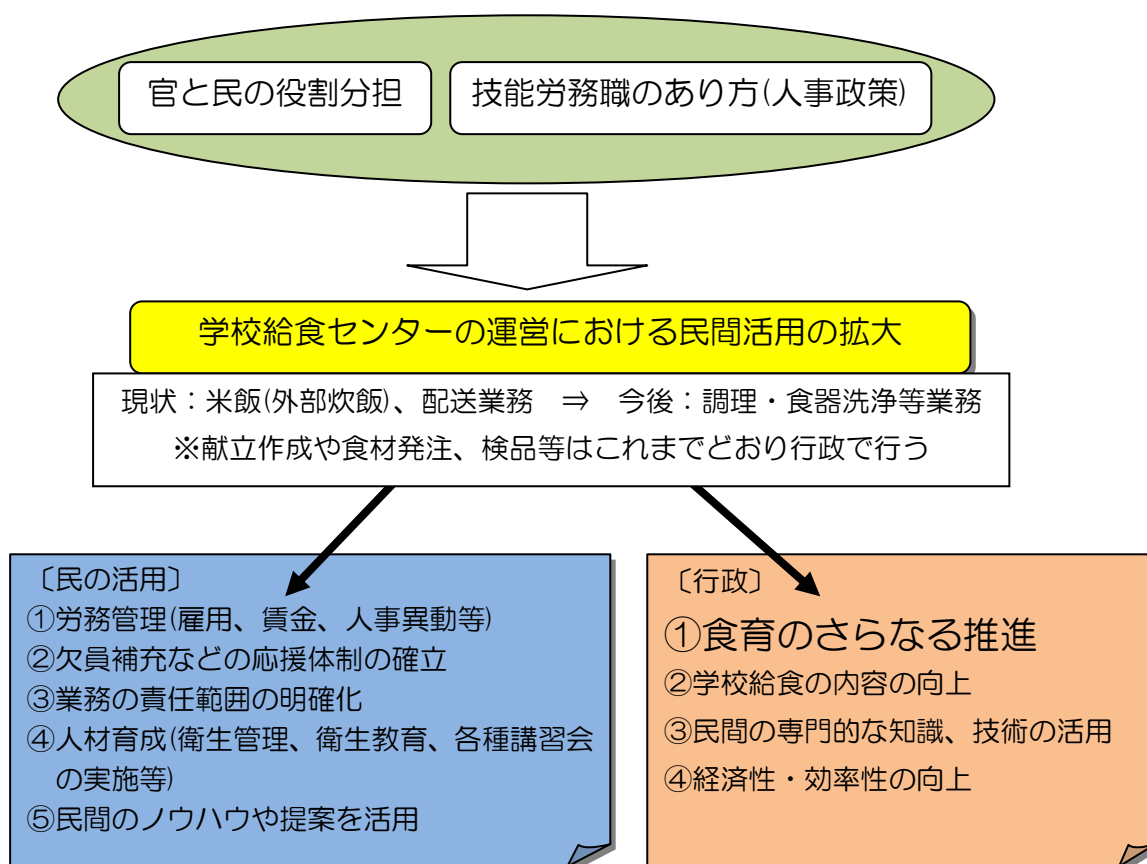 官と民の役割分担
技能労務職のあり方(人事政策)
学校給食センターの運営における民間活用の拡大
現状：米飯(外部炊飯)、配送業務　⇒　今後：調理・食器洗浄等業務
※献立作成や食材発注、検品等はこれまでどおり行政で行う
〔民の活用〕
①労務管理(雇用、賃金、人事異動等)
②欠員補充などの応援体制の確立
③業務の責任範囲の明確化
④人材育成(衛生管理、衛生教育、各種講習会
の実施等)
⑤民間のノウハウや提案を活用
〔行政〕
①食育のさらなる推進
②学校給食の内容の向上
③民間の専門的な知識、技術の活用
④経済性・効率性の向上